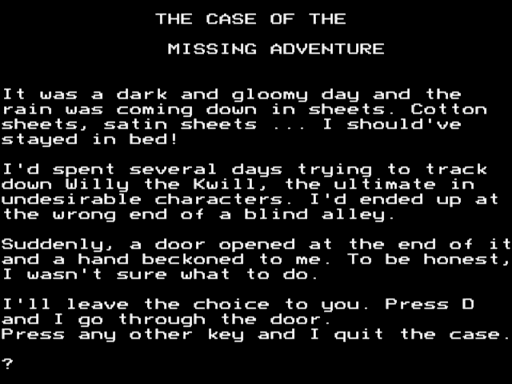 THE CASE OF THE
MISSING ADVENTURE
It was a dark and gloomy day and the
rain was coming down in sheets. Cotton
sheets, satin sheets ... I should've
stayed in bed!
I'd spent several days trying to track
down Willy the Kwill, the ultimate in
undesirable characters. I'd ended up at
the wrong end of a blind alley.
Suddenly, a door opened at the end of it
and a hand beckoned to me. To be honest,
I wasn't sure what to do.
I'll leave the choice to you. Press D
and I go through the door.
Press any other key and I quit the case.
?